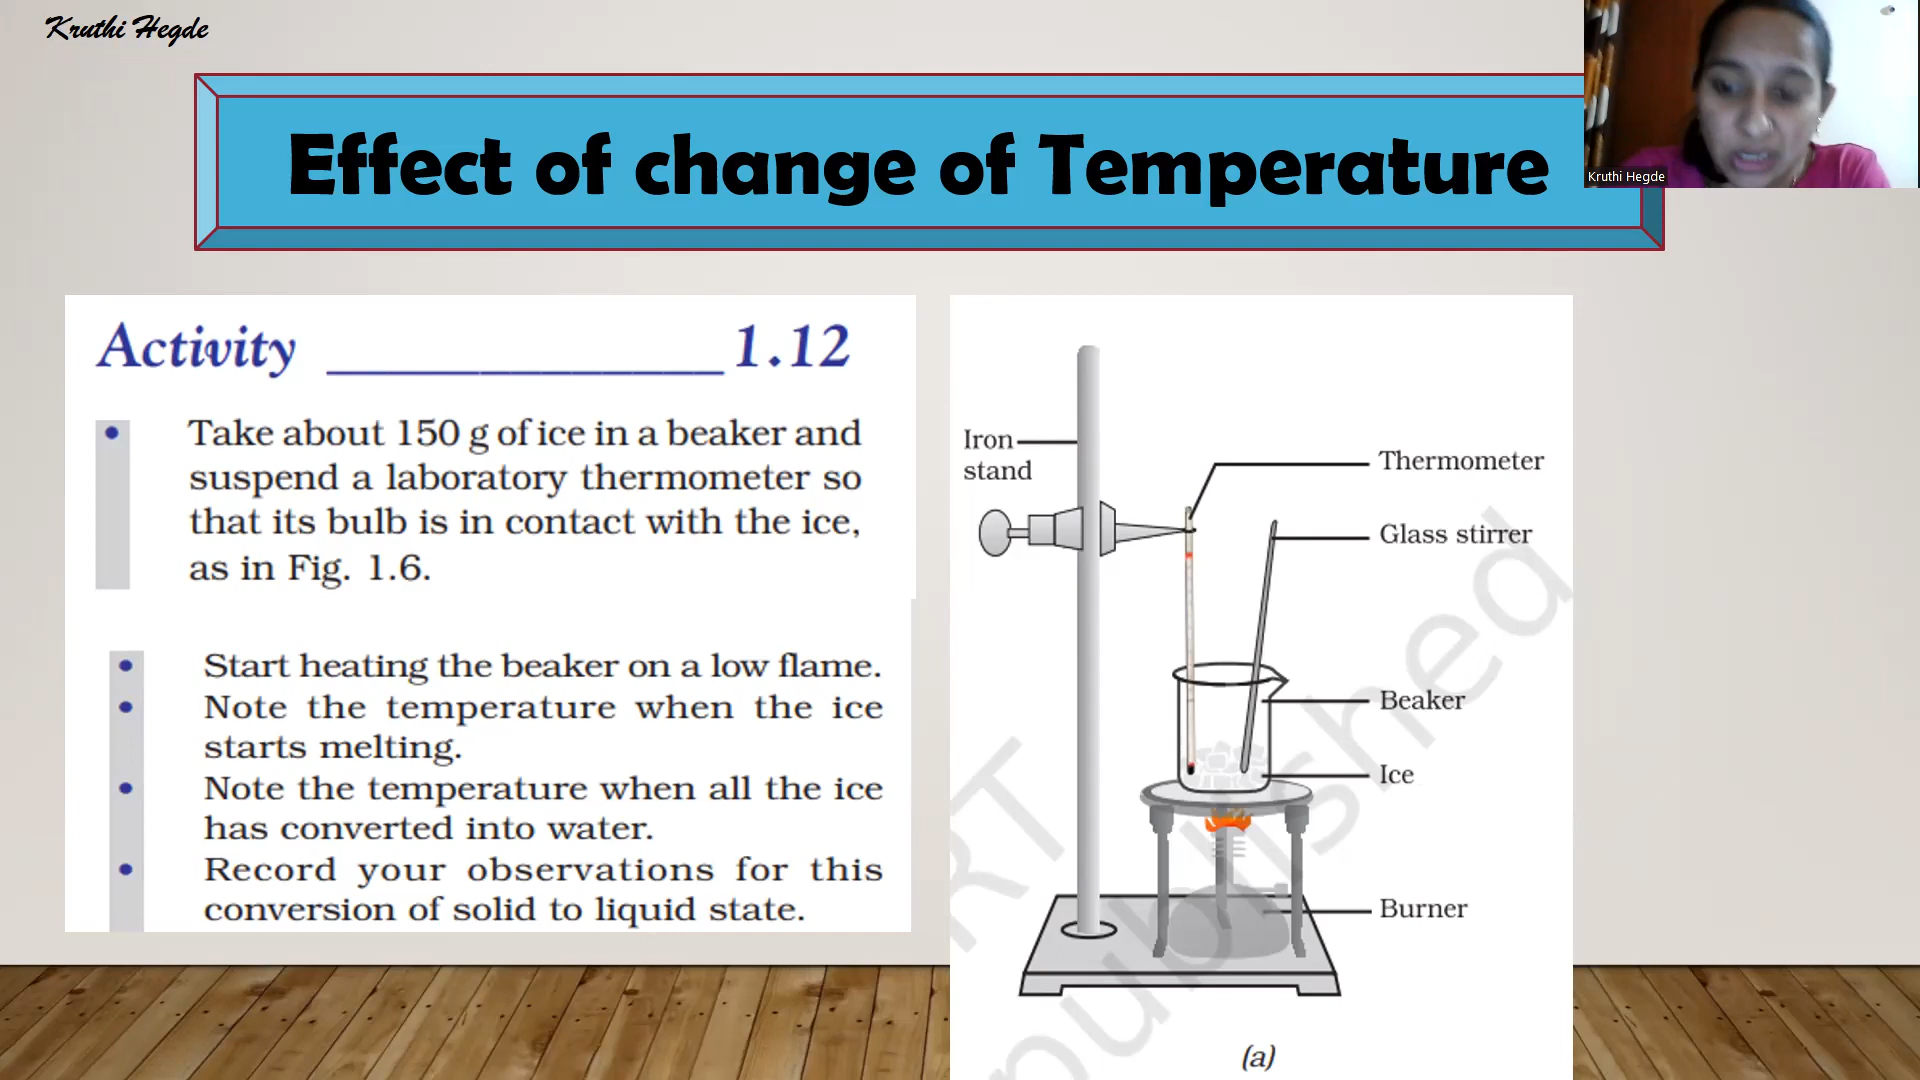 Kruthi Hegde
Effect of change of Temperature
Kruthi Hegde
Activity ______________ 1.12
• Take about 150 g of ice in a beaker and
suspend a laboratory thermometer so
that its bulb is in contact with the ice,
as in Fig. 1.6.
• Start heating the beaker on a low flame.
• Note the temperature when the ice
starts melting.
• Note the temperature when all the ice
has converted into water.
• Record your observations for this
conversion of solid to liquid state.
Iron
stand
Thermometer
Glass stirrer
Beaker
Ice
Burner
(a)
RT
published